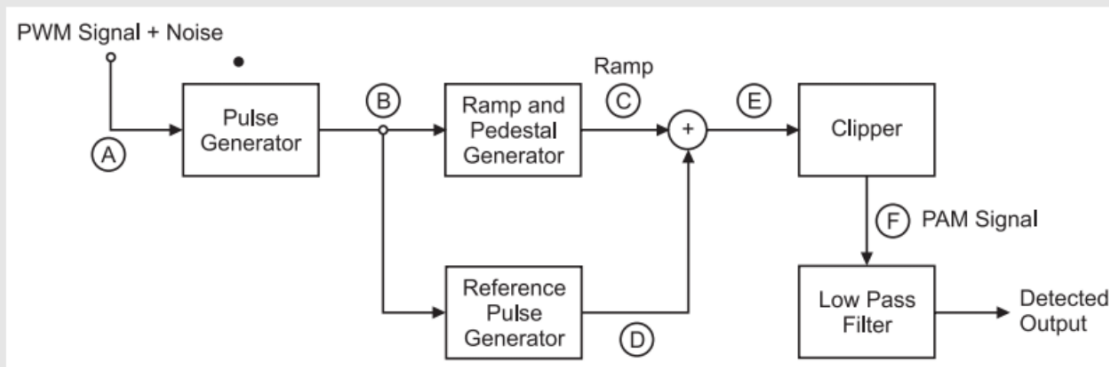 PWM Signal + Noise
A
Pulse
Generator
B
Ramp and
Pedestal
Generator
Ramp
C
+
E
Clipper
F
PAM Signal
Reference
Pulse
Generator
D
Low Pass
Filter
Detected
Output